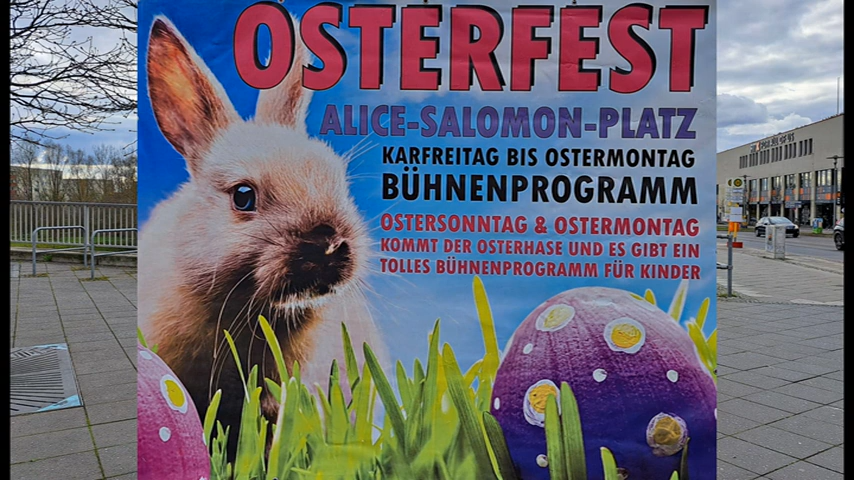 OSTERFEST
ALICE-SALOMON-PLATZ
KARFREITAG BIS OSTERMONTAG
BÜHNENPROGRAMM
OSTERSONNTAG & OSTERMONTAG
KOMMT DER OSTERHASE UND ES GIBT EIN
TOLLES BÜHNENPROGRAMM FÜR KINDER